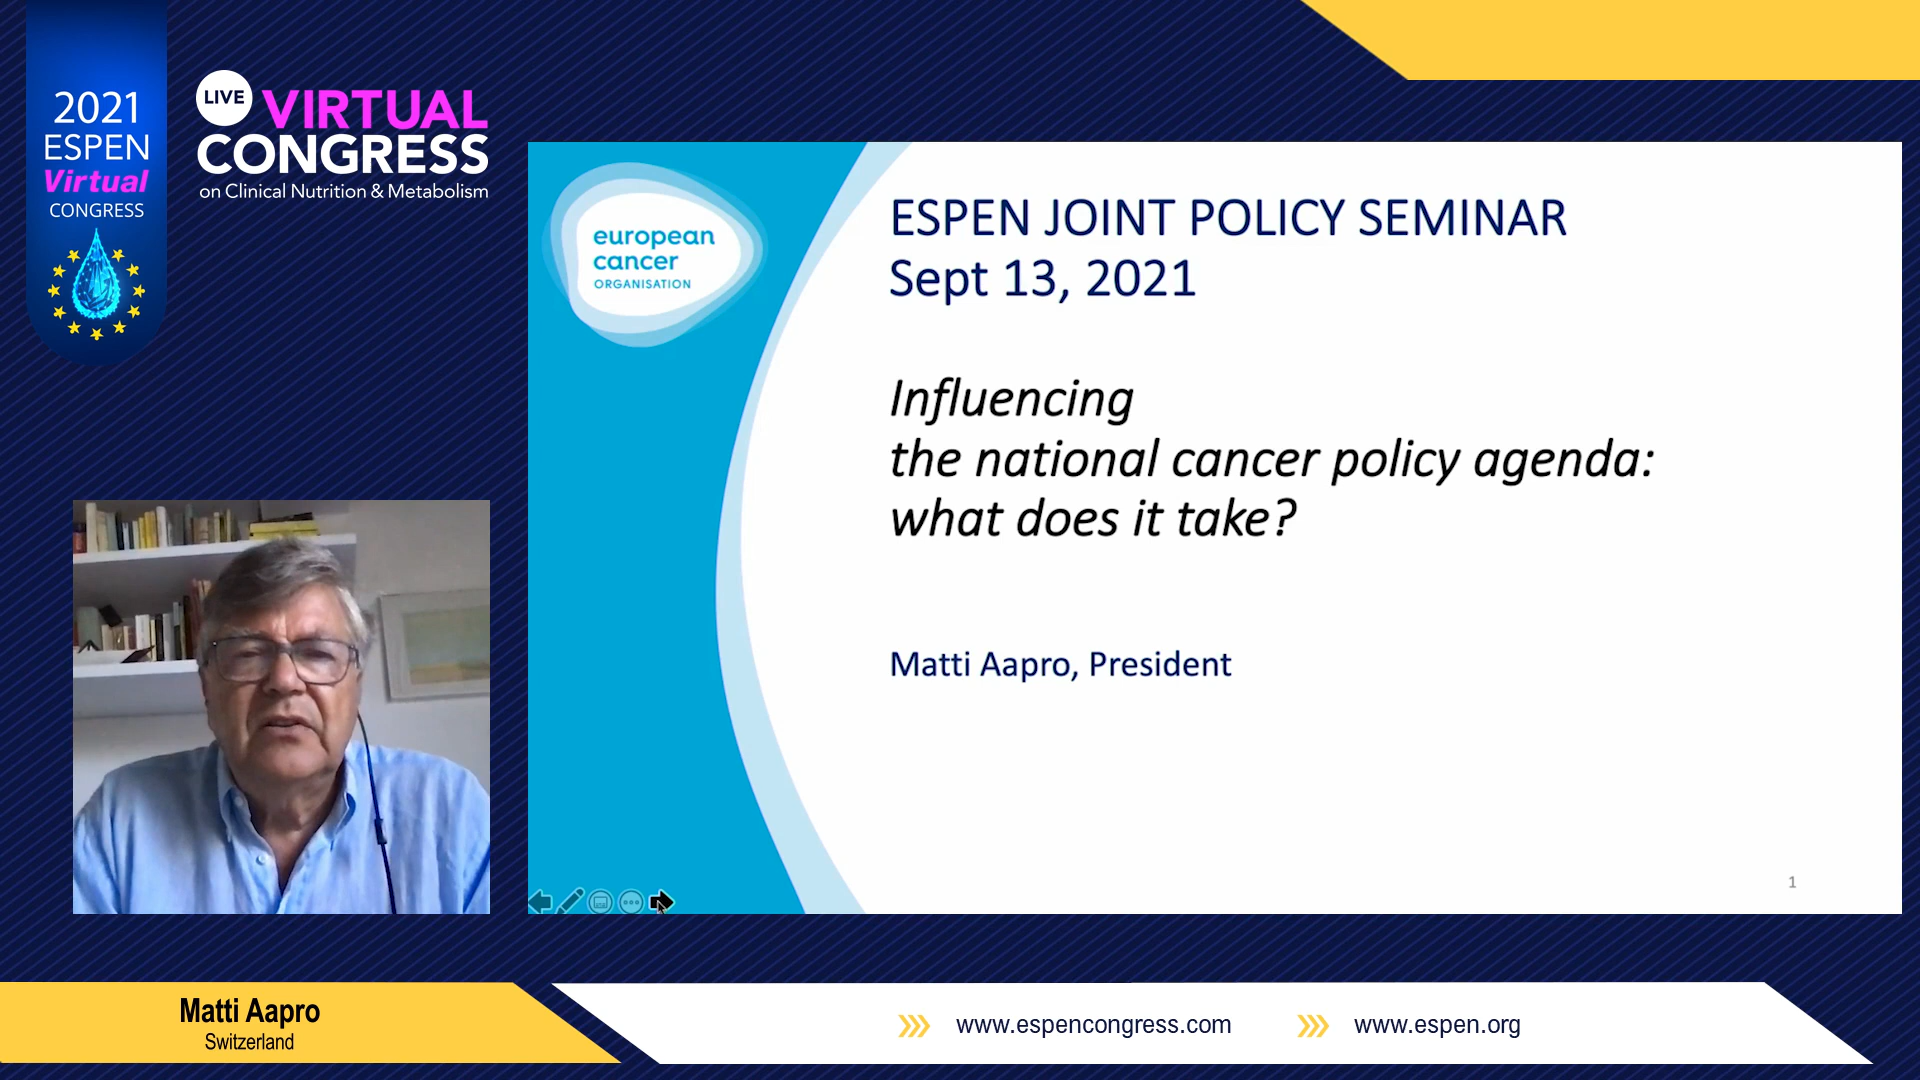 2021
ESPEN
Virtual
CONGRESS
LIVE
VIRTUAL
CONGRESS
on Clinical Nutrition & Metabolism
european
cancer
ORGANISATION
ESPEN JOINT POLICY SEMINAR
Sept 13, 2021
Influencing
the national cancer policy agenda:
what does it take?
Matti Aapro, President
1
Matti Aapro
Switzerland
www.espencongress.com
www.espen.org